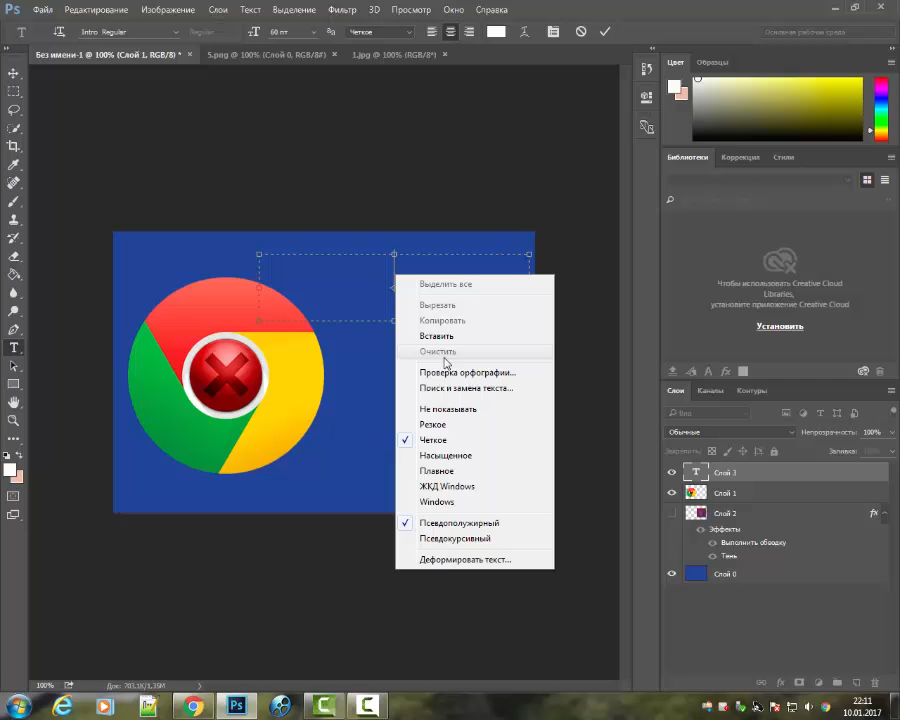 Ps Файл Редактирование Изображение Слои Текст Выделение Фильтр 3D Просмотр Окно Справка
T Intro Regular Regular 60 пт Четкое Основная рабочая среда
Без имени-1 @ 100% (Слой 1, RGB/8) * × 5.png @ 100% (Слой 0, RGB/8#) × 1.jpg @ 100% (RGB/8*) ×
Цвет Образцы
Библиотеки Коррекция Стили
Чтобы использовать Creative Cloud
Libraries,
установите приложение Creative Cloud
Установить
Выделить все
Вырезать
Копировать
Вставить
Очистить
Проверка орфографии...
Поиск и замена текста...
Не показывать
Резкое
Четкое
Насыщенное
Плавное
ЖКД Windows
Windows
Псевдополужирный
Псевдокурсивный
Деформировать текст...
Слои Каналы Контуры
Вид
Обычные Непрозрачность: 100%
Закрепить: Заливка: 100%
T Слой 3
Слой 1
Слой 2 fx
Эффекты
Выполнить обводку
Тень
Слой 0
100% Док: 703,1K/1,35M
22:11
10.01.2017